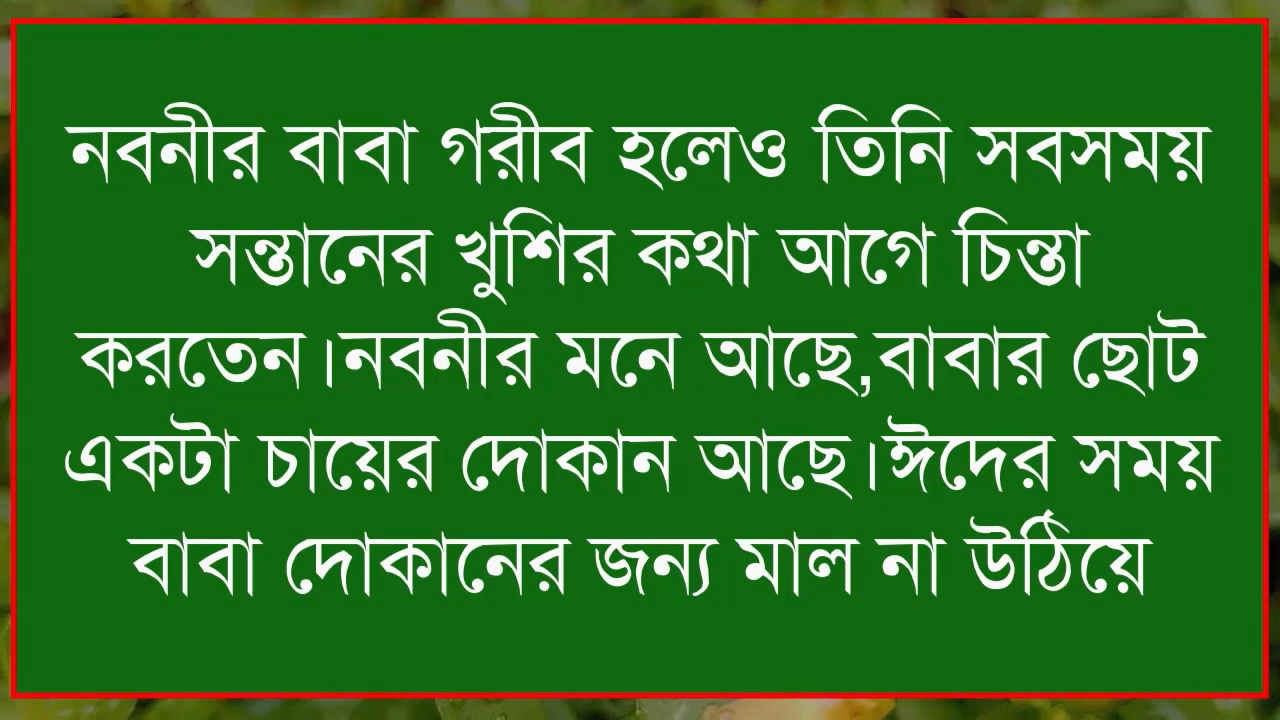 নবনীর বাবা গরীব হলেও তিনি সবসময়
সন্তানের খুশির কথা আগে চিন্তা
করতেন।নবনীর মনে আছে,বাবার ছোট
একটা চায়ের দোকান আছে।ঈদের সময়
বাবা দোকানের জন্য মাল না উঠিয়ে